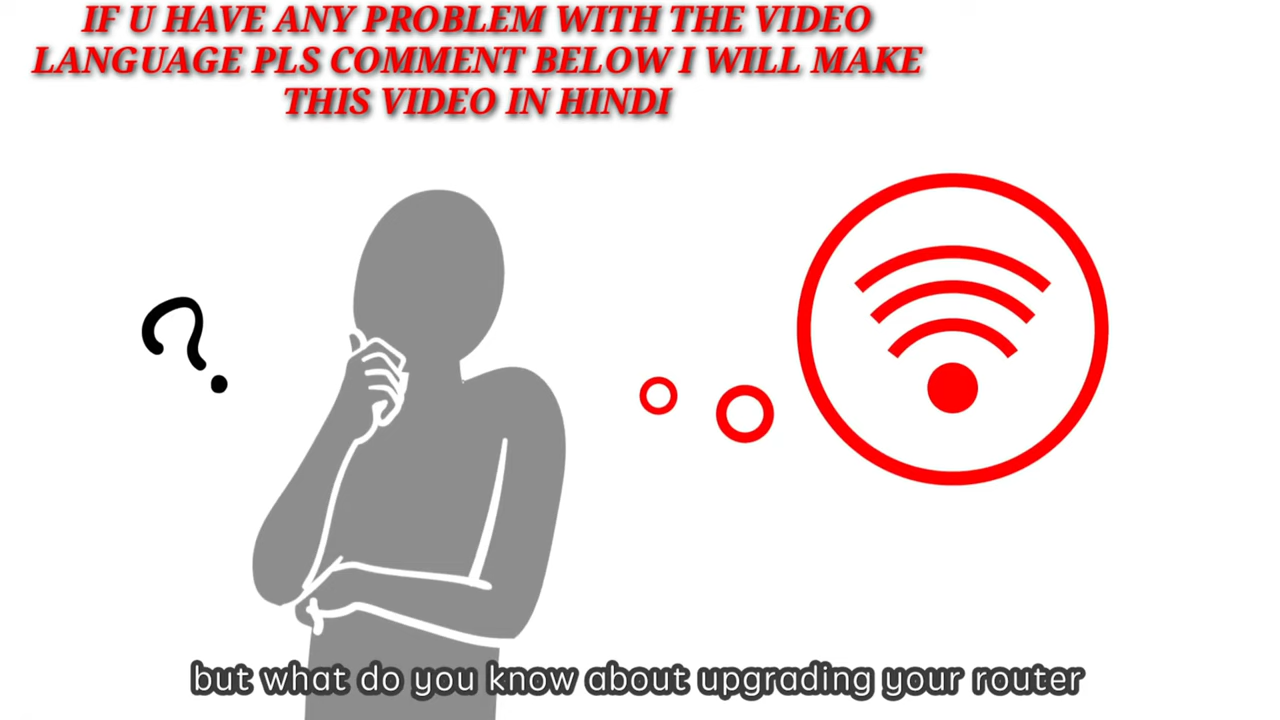 IF U HAVE ANY PROBLEM WITH THE VIDEO
LANGUAGE PLS COMMENT BELOW I WILL MAKE
THIS VIDEO IN HINDI
?
but what do you know about upgrading your router